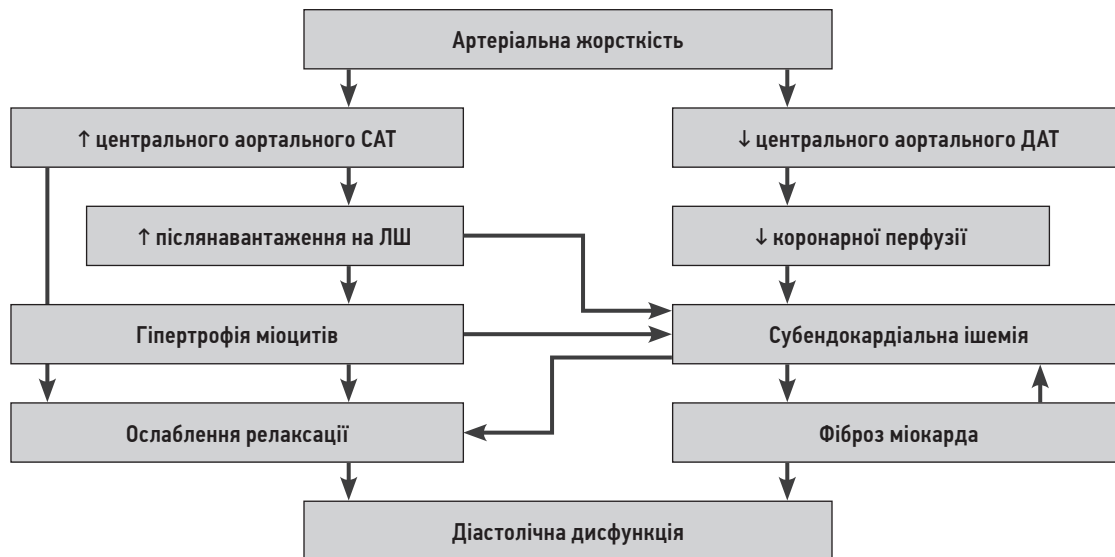 Артеріальна жорсткість
↑ центрального аортального САТ
↓ центрального аортального ДАТ
↑ післянавантаження на ЛШ
↓ коронарної перфузії
Гіпертрофія міоцитів
Субендокардіальна ішемія
Ослаблення релаксації
Фіброз міокарда
Діастолічна дисфункція